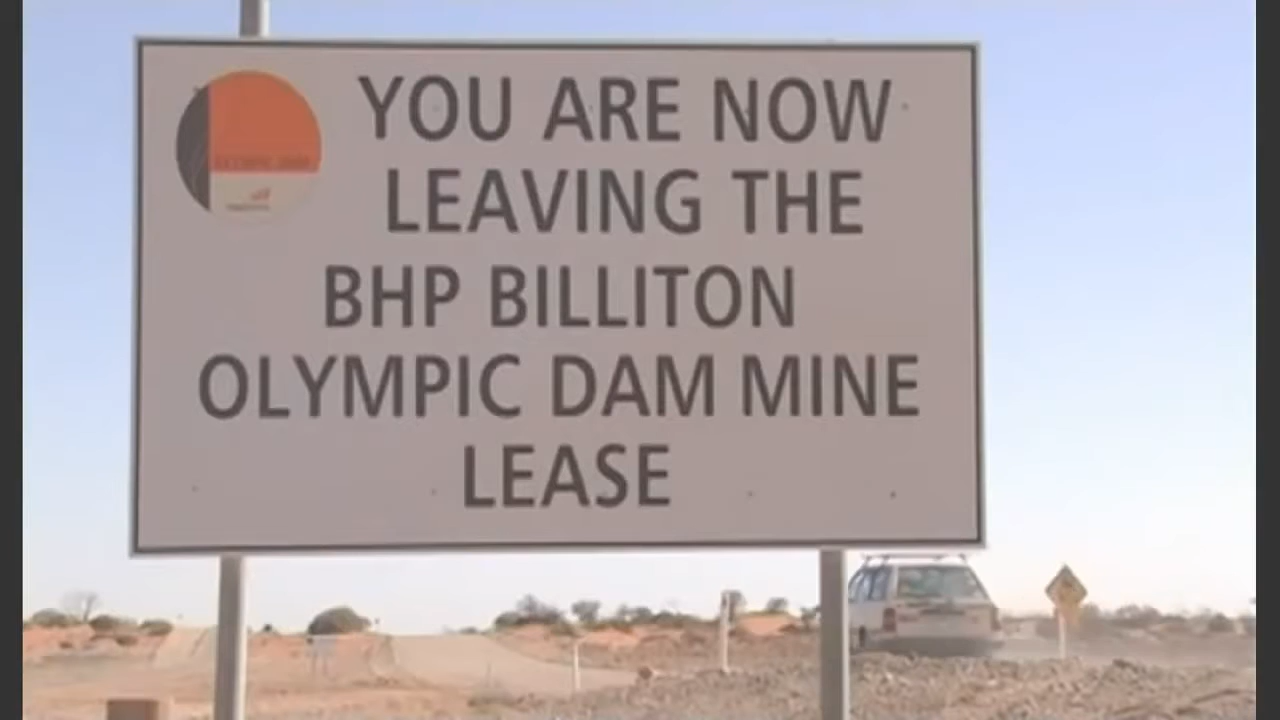 YOU ARE NOW
LEAVING THE
BHP BILLITON
OLYMPIC DAM MINE
LEASE